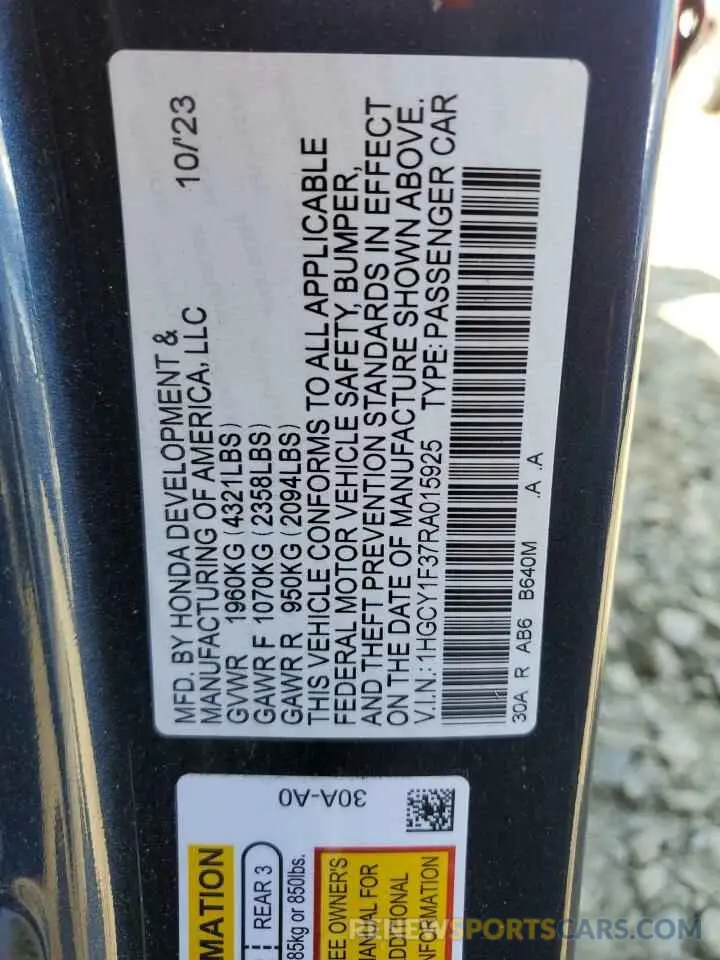 MFD. BY HONDA DEVELOPMENT &
MANUFACTURING OF AMERICA, LLC 10/'23
GVWR 1960KG (4321LBS)
GAWR F 1070KG (2358LBS)
GAWR R 950KG (2094LBS)
THIS VEHICLE CONFORMS TO ALL APPLICABLE
FEDERAL MOTOR VEHICLE SAFETY, BUMPER,
AND THEFT PREVENTION STANDARDS IN EFFECT
ON THE DATE OF MANUFACTURE SHOWN ABOVE.
V.I.N.: 1HGCY1F37RA015925 TYPE: PASSENGER CAR
30A R AB6 B640M .A .A
30A-A0
MATION
REAR 3
85kg or 850lbs.
EE OWNER'S
MANUAL FOR
ADDITIONAL
NFORMATION
RENEWSPORTSCARS.COM